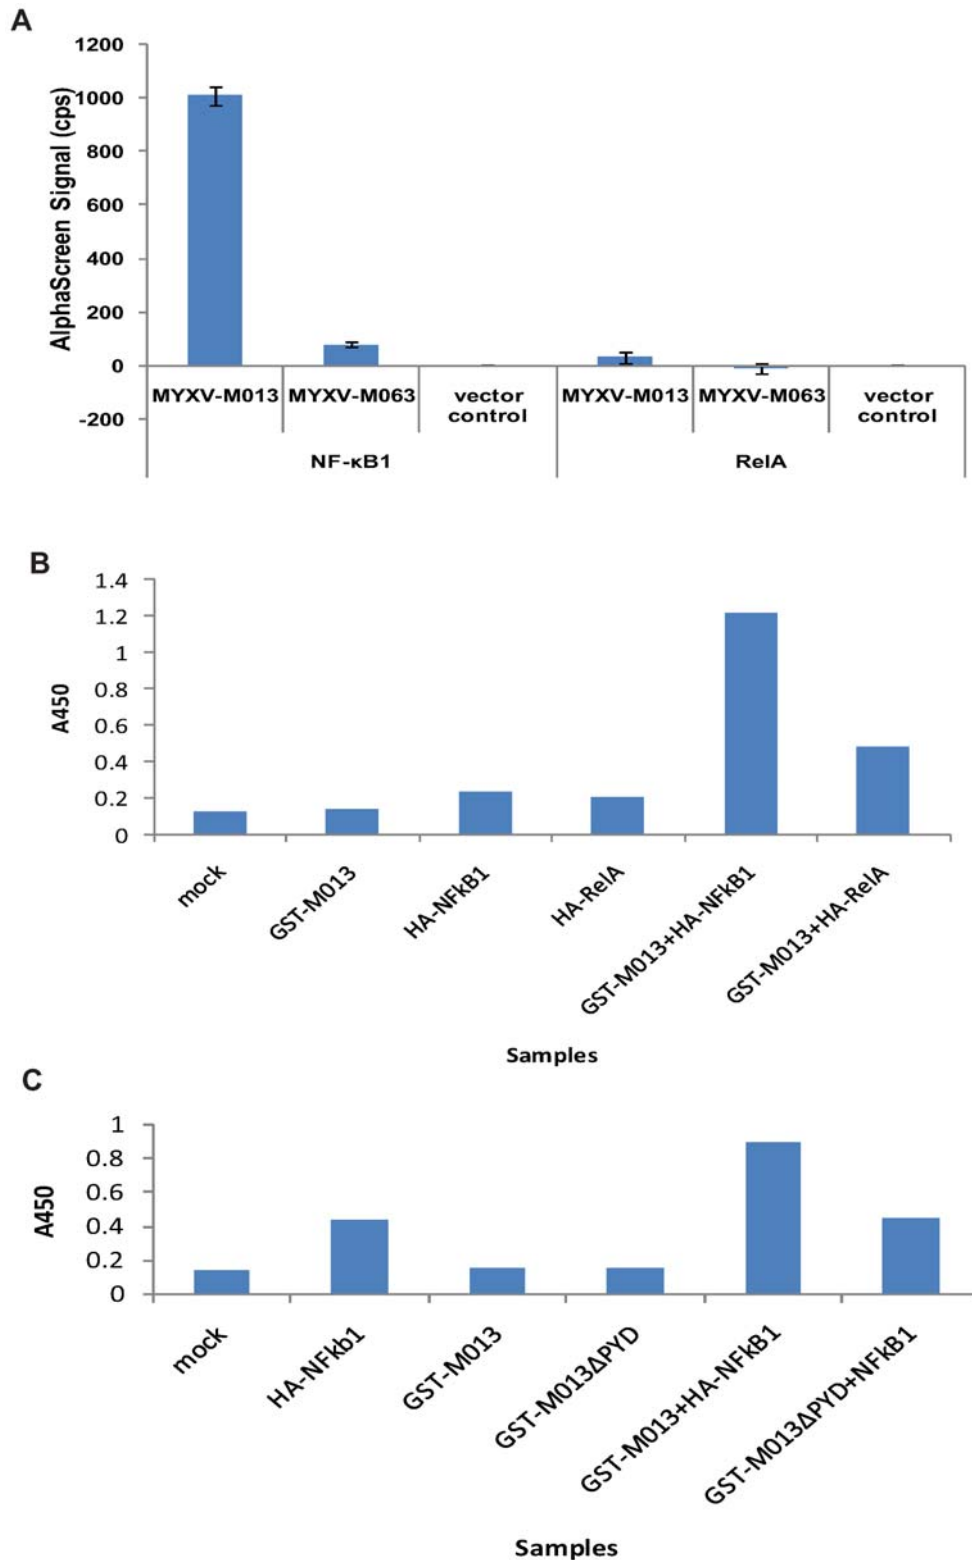 A
1200
1000
800
600
400
200
0
-200
AlphaScreen Signal (cps)
MYXV-M013 MYXV-M063 vector control MYXV-M013 MYXV-M063 vector control
NF-κB1 RelA
B
1.4
1.2
1
0.8
0.6
0.4
0.2
0
A450
mock
GST-M013
HA-NFkB1
HA-RelA
GST-M013+HA-NFkB1
GST-M013+HA-RelA
Samples
C
1
0.8
0.6
0.4
0.2
0
A450
mock
HA-NFkb1
GST-M013
GST-M013ΔPYD
GST-M013+HA-NFkB1
GST-M013ΔPYD+NFkB1
Samples